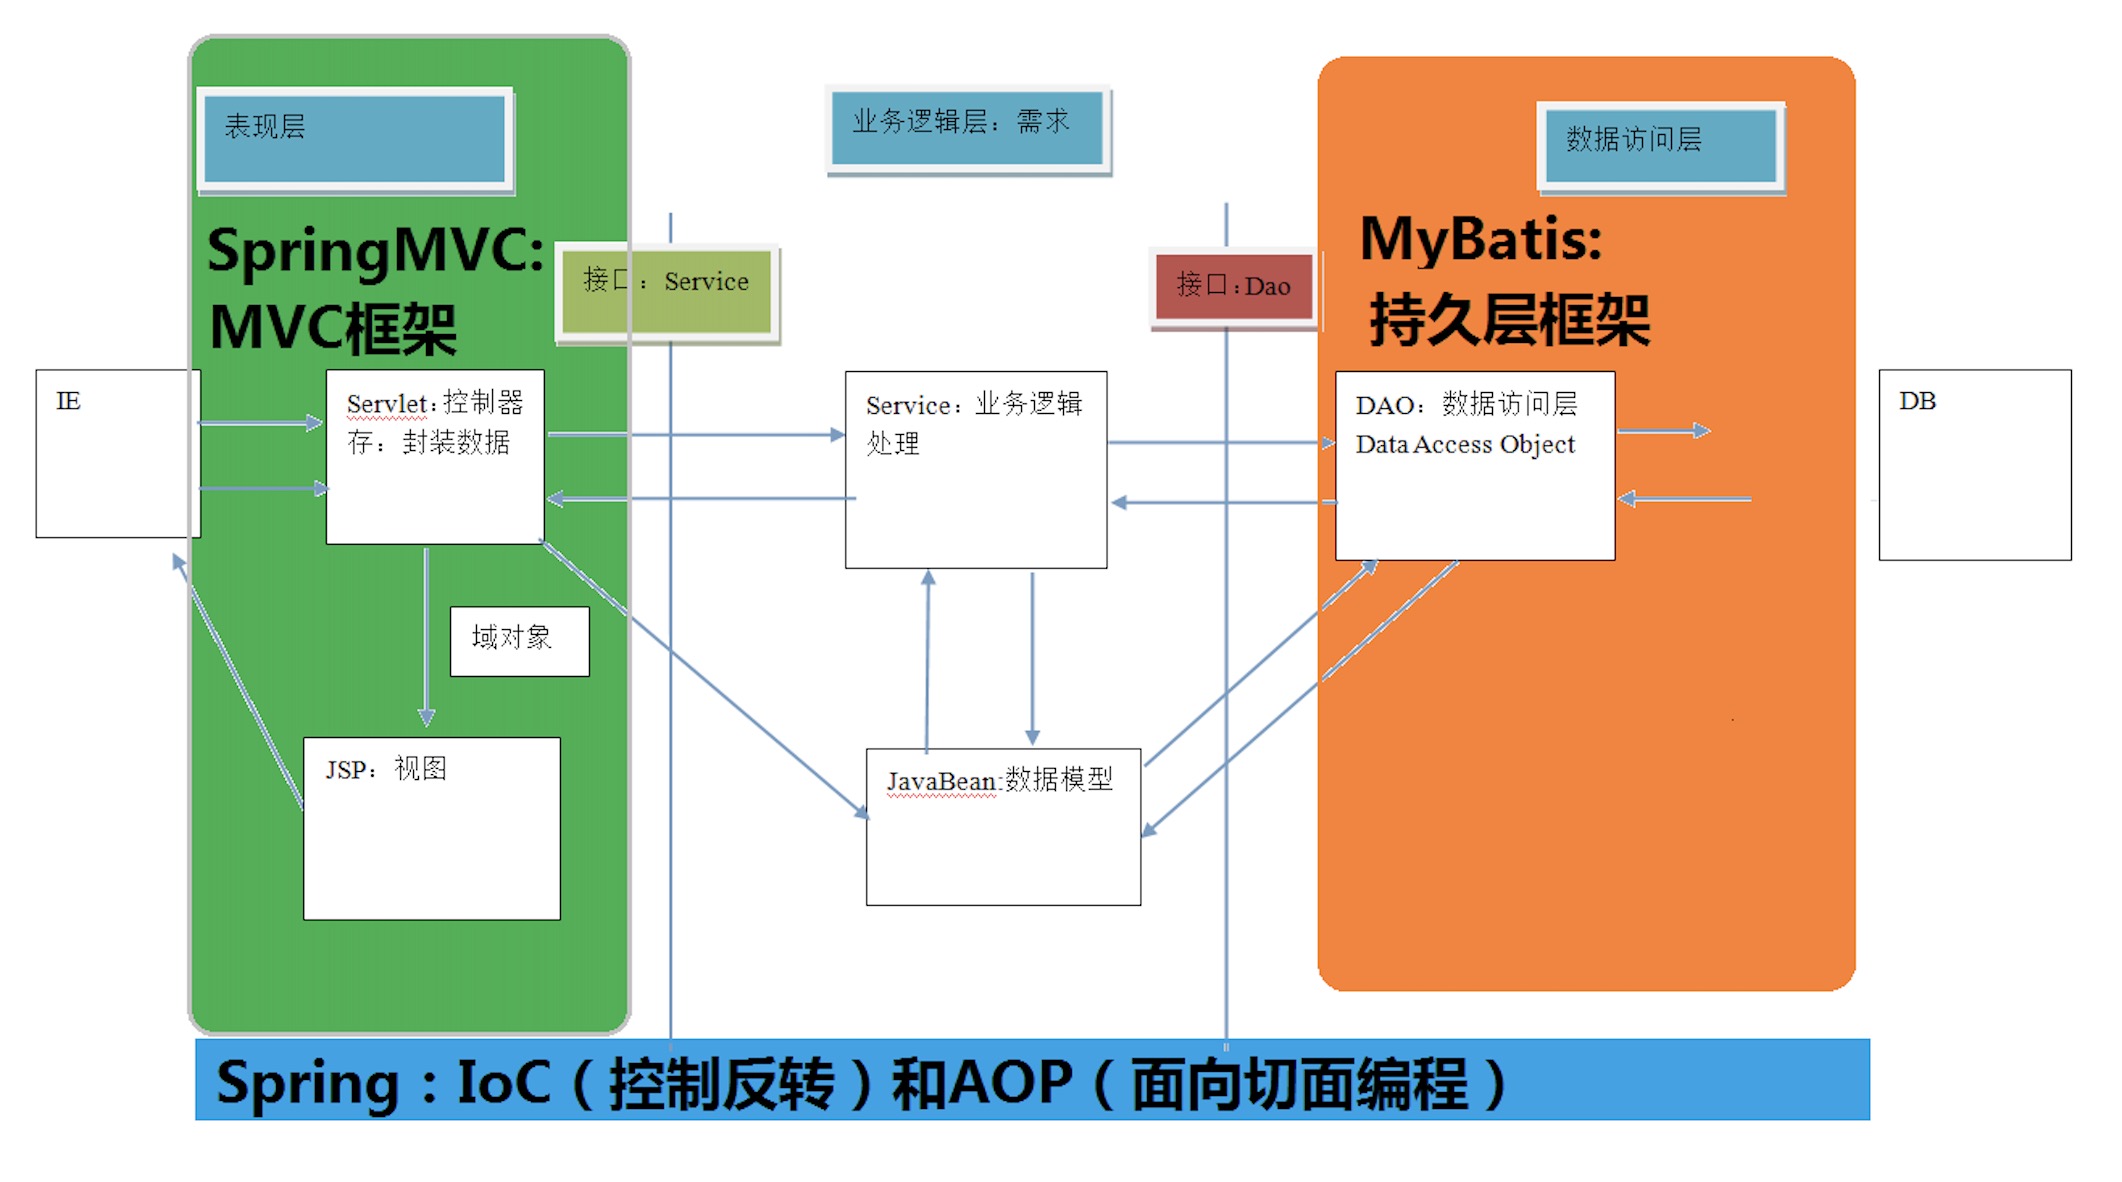 表现层
业务逻辑层：需求
数据访问层
SpringMVC:
MVC框架
接口：Service
接口:Dao
MyBatis:
持久层框架
IE
Servlet:控制器
存：封装数据
Service：业务逻辑
处理
DAO：数据访问层
Data Access Object
DB
域对象
JSP：视图
JavaBean:数据模型
Spring：IoC（控制反转）和AOP（面向切面编程）